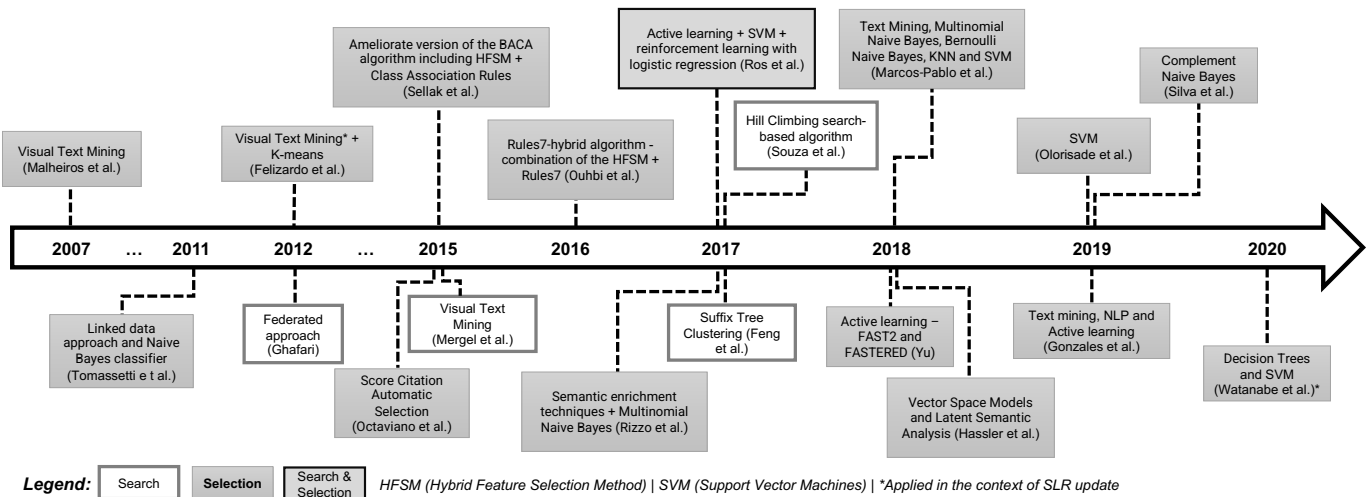 Visual Text Mining
(Malheiros et al.)
Visual Text Mining* +
K-means
(Felizardo et al.)
Ameliorate version of the BACA
algorithm including HFSM +
Class Association Rules
(Sellak et al.)
Rules7-hybrid algorithm -
combination of the HFSM +
Rules7 (Ouhbi et al.)
Active learning + SVM +
reinforcement learning with
logistic regression (Ros et al.)
Hill Climbing search-
based algorithm
(Souza et al.)
Text Mining, Multinomial
Naive Bayes, Bernoulli
Naive Bayes, KNN and SVM
(Marcos-Pablo et al.)
SVM
(Olorisade et al.)
Complement
Naive Bayes
(Silva et al.)
2007 … 2011 2012 … 2015 2016 2017 2018 2019 2020
Linked data
approach and Naive
Bayes classifier
(Tomassetti e t al.)
Federated
approach
(Ghafari)
Score Citation
Automatic
Selection
(Octaviano et al.)
Visual Text
Mining
(Mergel et al.)
Semantic enrichment
techniques + Multinomial
Naive Bayes (Rizzo et al.)
Suffix Tree
Clustering (Feng
et al.)
Active learning –
FAST2 and
FASTERED (Yu)
Vector Space Models
and Latent Semantic
Analysis (Hassler et al.)
Text mining, NLP and
Active learning
(Gonzales et al.)
Decision Trees
and SVM
(Watanabe et al.)*
Legend:
Search
Selection
Search &
Selection
HFSM (Hybrid Feature Selection Method) | SVM (Support Vector Machines) | *Applied in the context of SLR update